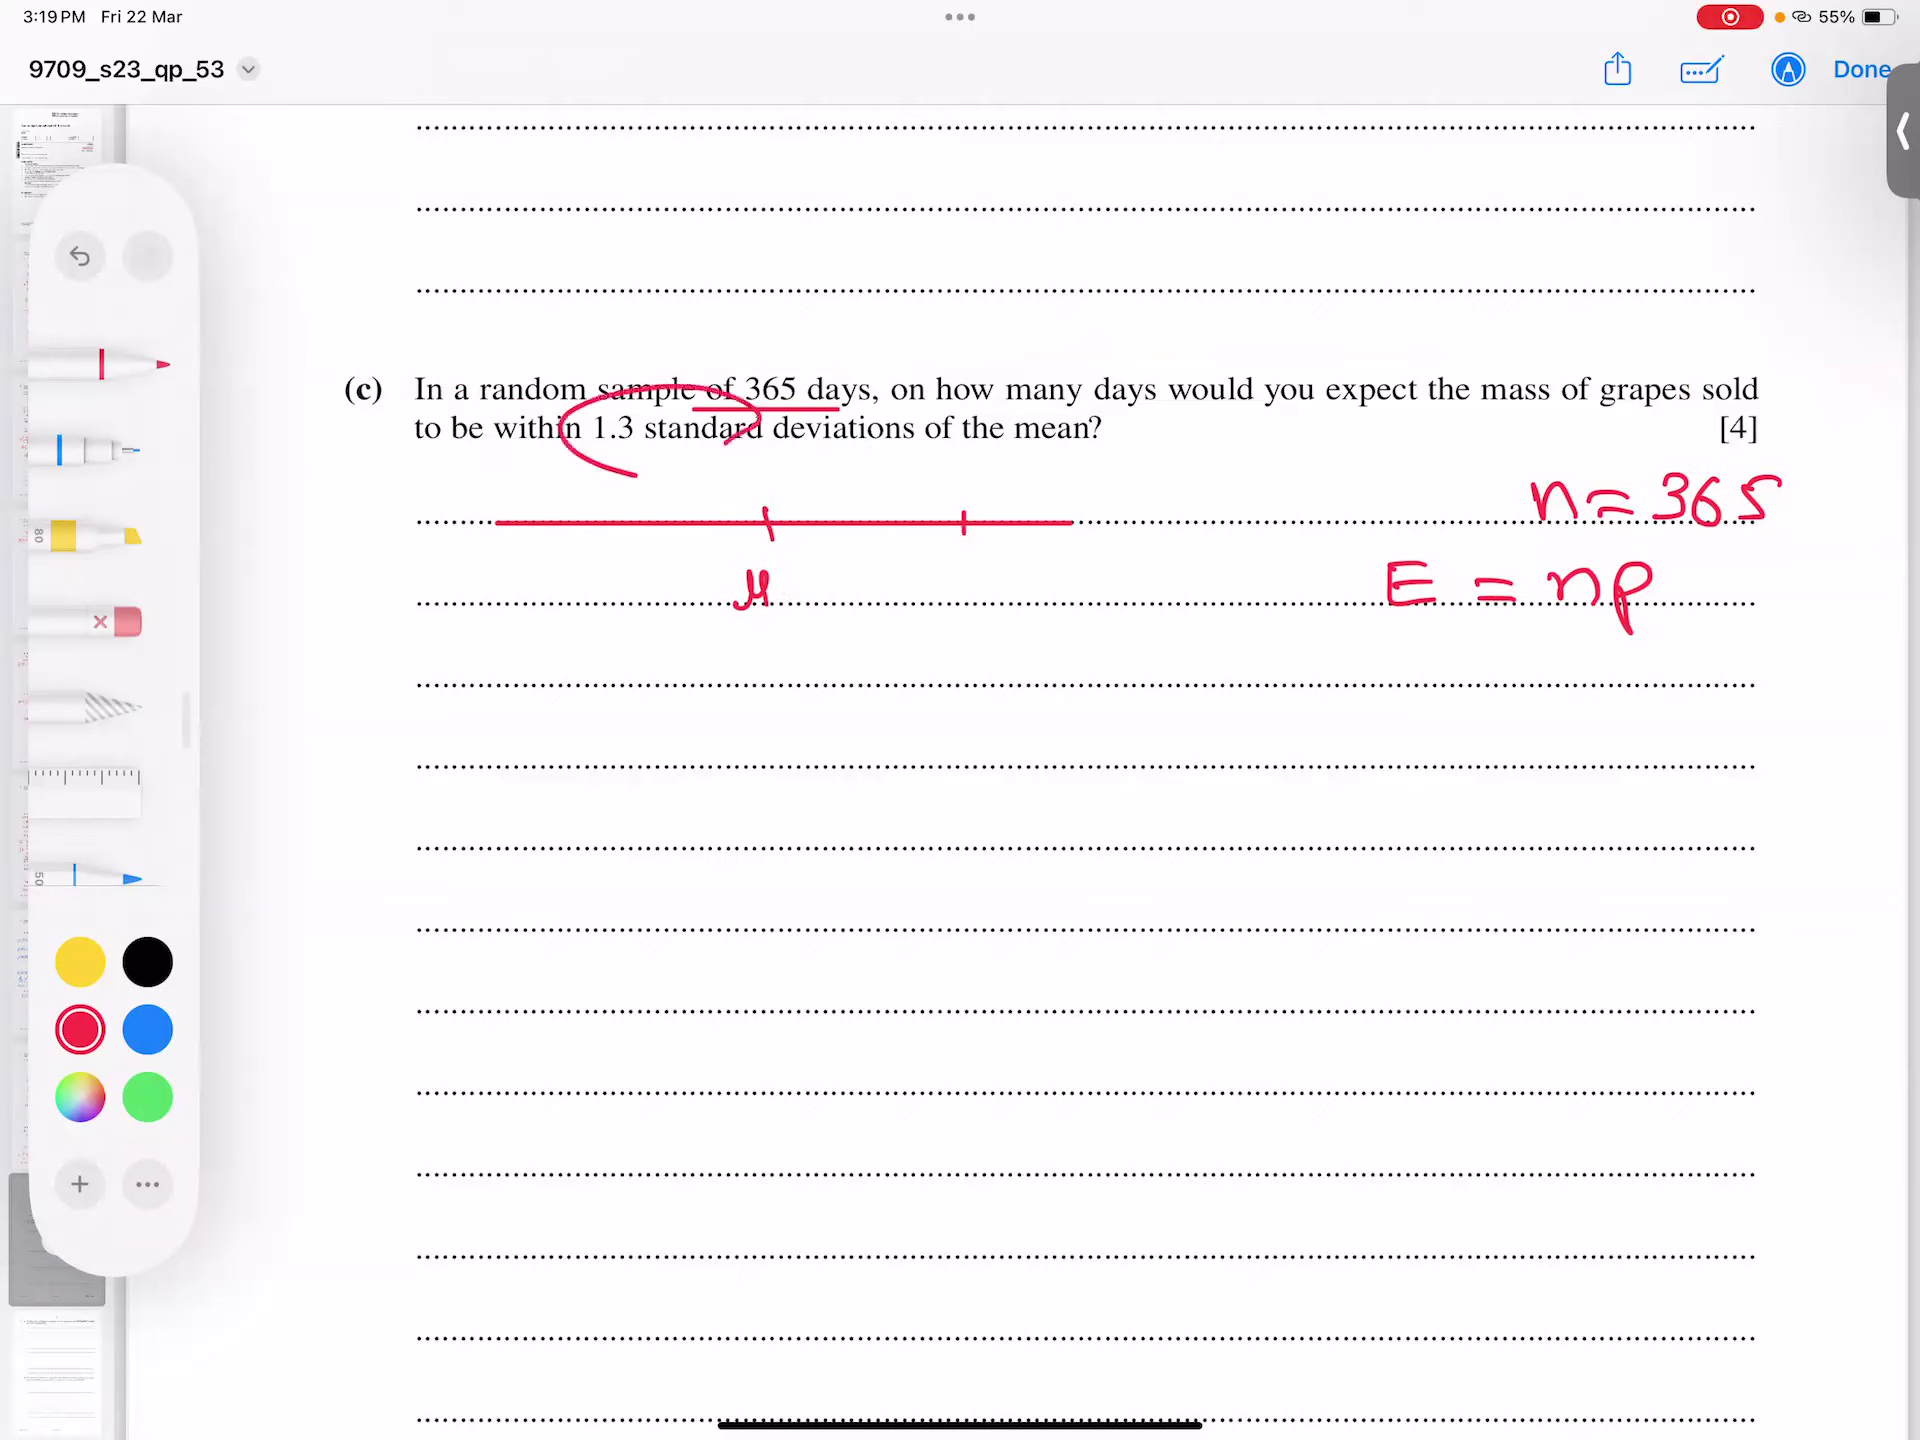 3:19 PM Fri 22 Mar
55%
9709_s23_qp_53
Done
(c) In a random sample of 365 days, on how many days would you expect the mass of grapes sold
to be within 1.3 standard deviations of the mean? [4]
n = 365
μ
E = np
80
50